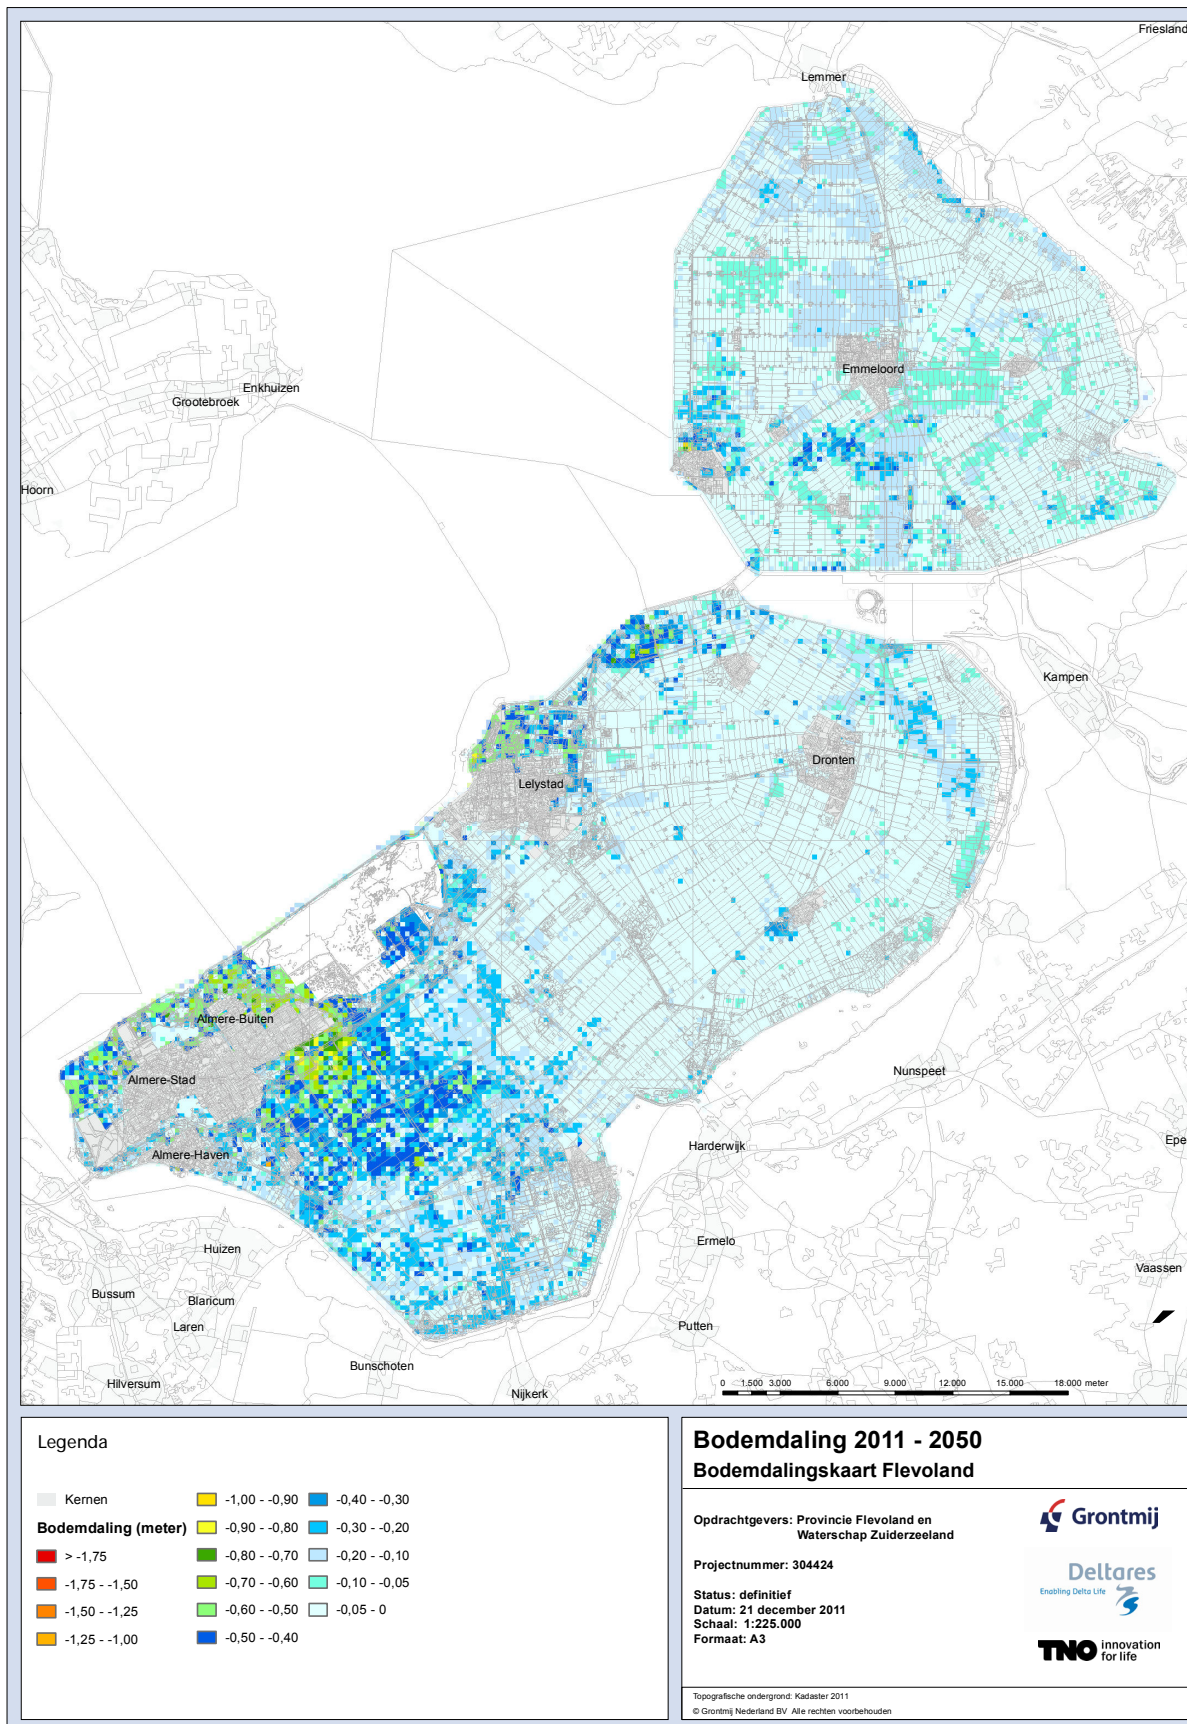 Friesland
Lemmer
Emmeloord
Enkhuizen
Grootebroek
Hoorn
Kampen
Dronten
Lelystad
Almere-Buiten
Almere-Stad
Nunspeet
Almere-Haven
Harderwijk
Epe
Huizen
Ermelo
Vaassen
Bussum
Blaricum
Laren
Putten
Bunschoten
Hilversum
Nijkerk
0 1.500 3.000 6.000 9.000 12.000 15.000 18.000 meter
Legenda
Kernen
Bodemdaling (meter)
> -1,75
-1,75 - -1,50
-1,50 - -1,25
-1,25 - -1,00
-1,00 - -0,90
-0,90 - -0,80
-0,80 - -0,70
-0,70 - -0,60
-0,60 - -0,50
-0,50 - -0,40
-0,40 - -0,30
-0,30 - -0,20
-0,20 - -0,10
-0,10 - -0,05
-0,05 - 0
Bodemdaling 2011 - 2050
Bodemdalingskaart Flevoland
Opdrachtgevers: Provincie Flevoland en
Waterschap Zuiderzeeland
Projectnummer: 304424
Status: definitief
Datum: 21 december 2011
Schaal: 1:225.000
Formaat: A3
Grontmij
Deltares
Enabling Delta Life
TNO innovation
for life
Topografische ondergrond: Kadaster 2011
© Grontmij Nederland BV Alle rechten voorbehouden